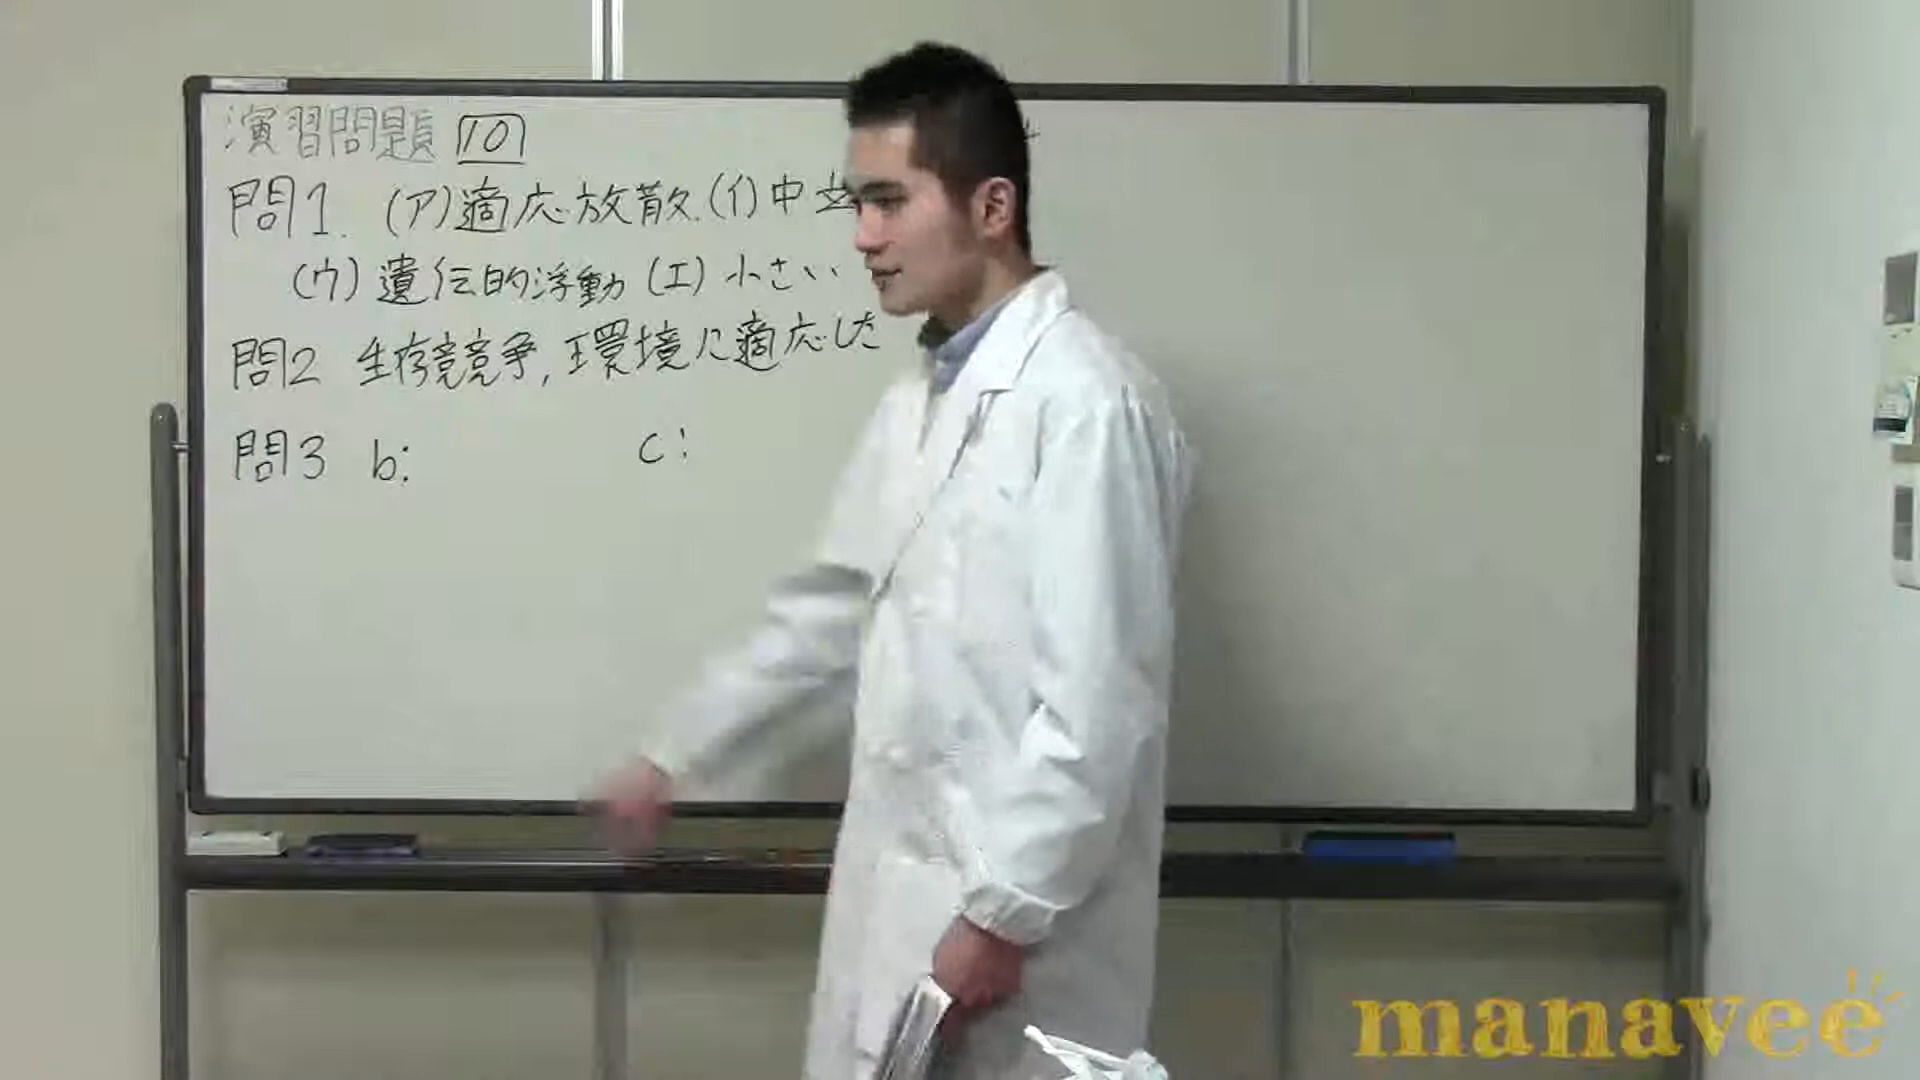 演習問題 10
問1. (ア)適応放散. (イ)中立
(ウ)遺伝的浮動 (エ)小さい
問2 生存競争, 環境に適応した
問3 b: c:
manavee